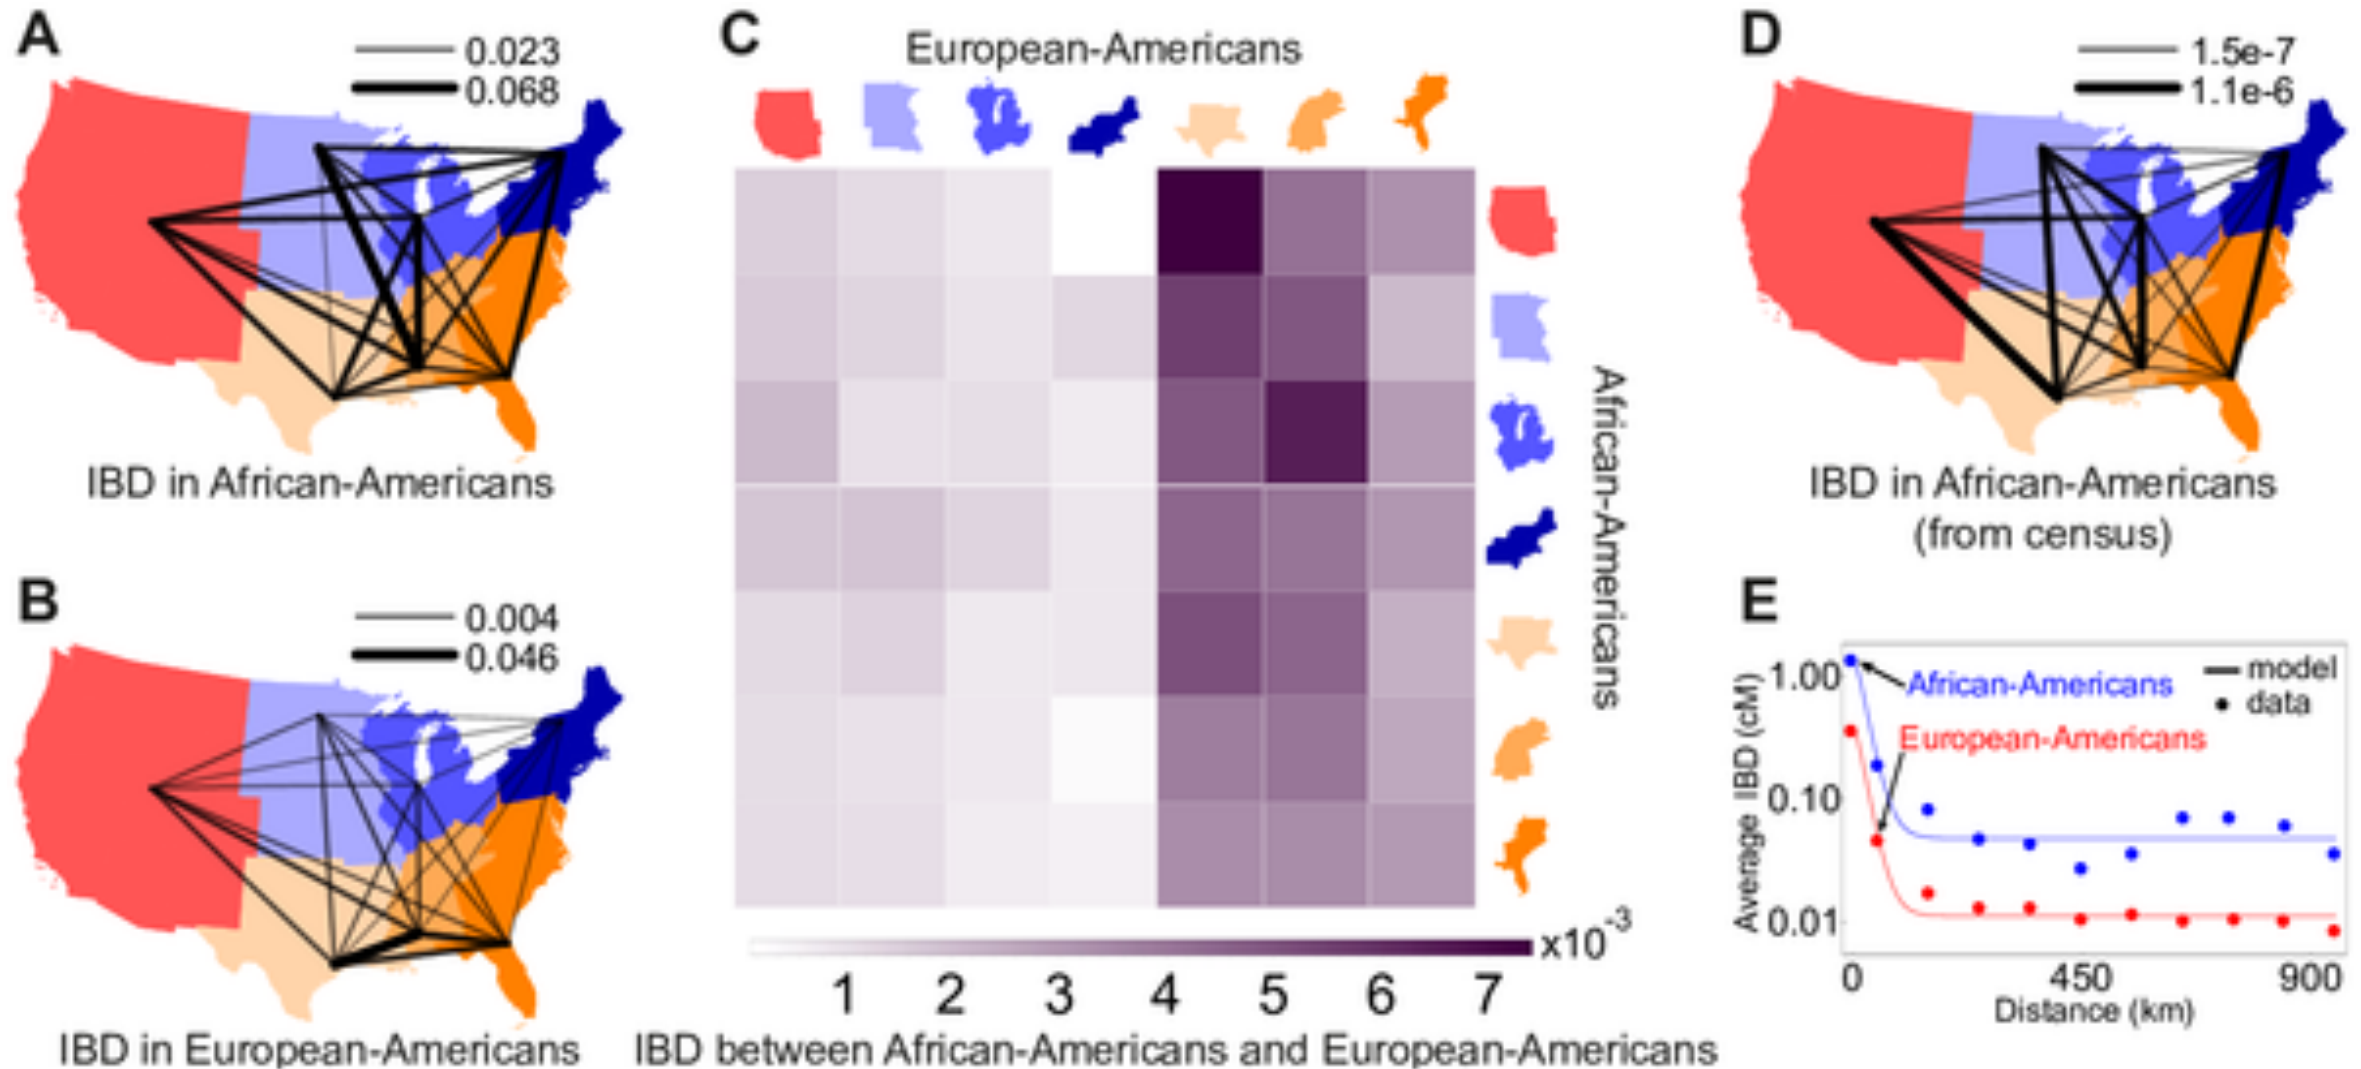 A
0.023
0.068
IBD in African-Americans
B
0.004
0.046
IBD in European-Americans
C
European-Americans
African-Americans
x10-3
1 2 3 4 5 6 7
IBD between African-Americans and European-Americans
D
1.5e-7
1.1e-6
IBD in African-Americans
(from census)
E
Average IBD (cM)
1.00
0.10
0.01
African-Americans
European-Americans
model
data
0 450 900
Distance (km)